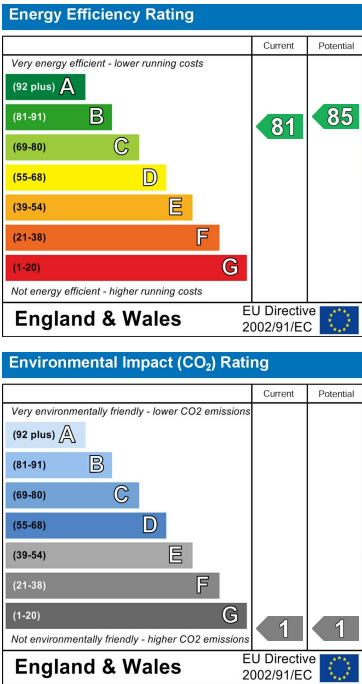 Energy Efficiency Rating
Current Potential
Very energy efficient - lower running costs
(92 plus) A
(81-91) B
81 85
(69-80) C
(55-68) D
(39-54) E
(21-38) F
(1-20) G
Not energy efficient - higher running costs
England & Wales
EU Directive
2002/91/EC
Environmental Impact (CO₂) Rating
Current Potential
Very environmentally friendly - lower CO2 emissions
(92 plus) A
(81-91) B
(69-80) C
(55-68) D
(39-54) E
(21-38) F
(1-20) G
1 1
Not environmentally friendly - higher CO2 emissions
England & Wales
EU Directive
2002/91/EC